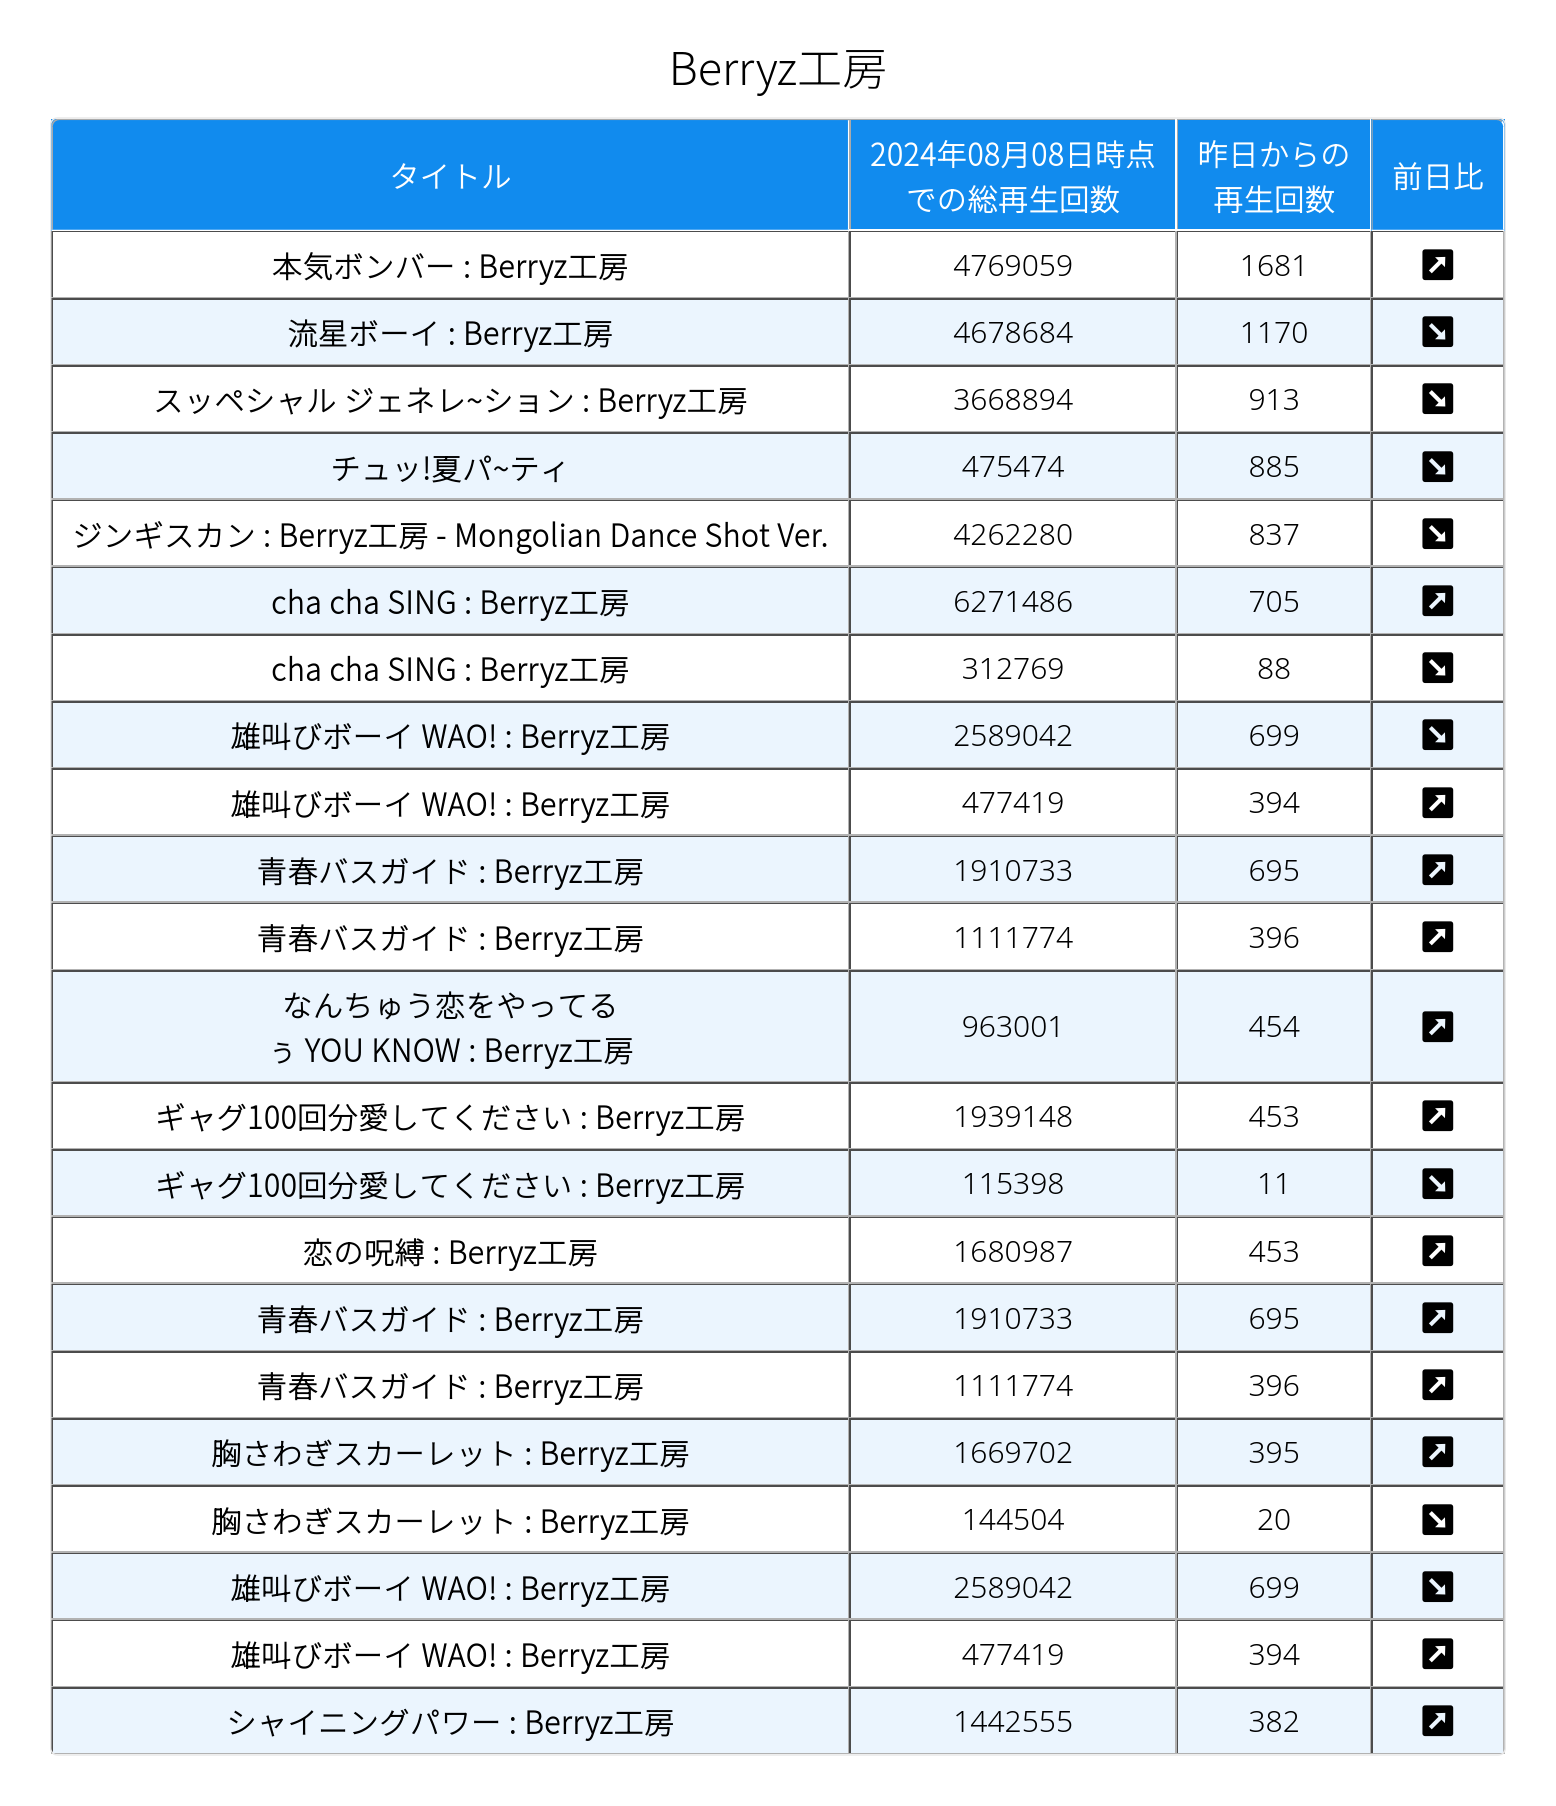 Berryz工房
タイトル 2024年08月08日時点 昨日からの 前日比
での総再生回数 再生回数
本気ボンバー : Berryz工房 4769059 1681 ↗
流星ボーイ : Berryz工房 4678684 1170 ↘
スッペシャル ジェネレ~ション : Berryz工房 3668894 913 ↘
チュッ!夏パ~ティ 475474 885 ↘
ジンギスカン : Berryz工房 - Mongolian Dance Shot Ver. 4262280 837 ↘
cha cha SING : Berryz工房 6271486 705 ↗
cha cha SING : Berryz工房 312769 88 ↘
雄叫びボーイ WAO! : Berryz工房 2589042 699 ↘
雄叫びボーイ WAO! : Berryz工房 477419 394 ↗
青春バスガイド : Berryz工房 1910733 695 ↗
青春バスガイド : Berryz工房 1111774 396 ↗
なんちゅう恋をやってる
ぅ YOU KNOW : Berryz工房 963001 454 ↗
ギャグ100回分愛してください : Berryz工房 1939148 453 ↗
ギャグ100回分愛してください : Berryz工房 115398 11 ↘
恋の呪縛 : Berryz工房 1680987 453 ↗
青春バスガイド : Berryz工房 1910733 695 ↗
青春バスガイド : Berryz工房 1111774 396 ↗
胸さわぎスカーレット : Berryz工房 1669702 395 ↗
胸さわぎスカーレット : Berryz工房 144504 20 ↘
雄叫びボーイ WAO! : Berryz工房 2589042 699 ↘
雄叫びボーイ WAO! : Berryz工房 477419 394 ↗
シャイニングパワー : Berryz工房 1442555 382 ↗